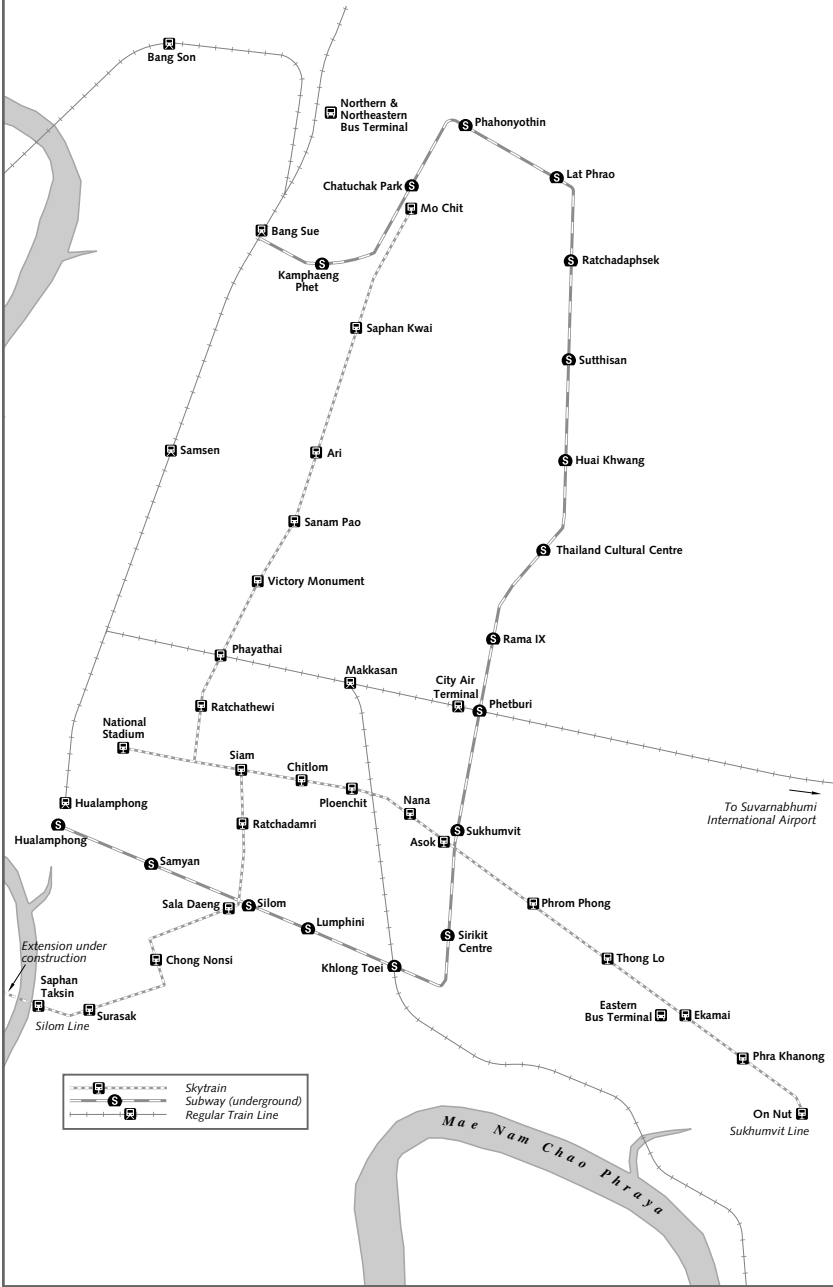 Bang Son
Northern &
Northeastern
Bus Terminal
Phahonyothin
Lat Phrao
Chatuchak Park
Mo Chit
Bang Sue
Kamphaeng
Phet
Ratchadaphsek
Saphan Kwai
Sutthisan
Samsen
Ari
Huai Khwang
Sanam Pao
Thailand Cultural Centre
Victory Monument
Rama IX
Phayathai
Makkasan
City Air
Terminal
Phetburi
Ratchathewi
National
Stadium
Siam
Chitlom
Ploenchit
Nana
Hualamphong
To Suvarnabhumi
International Airport
Hualamphong
Ratchadamri
Sukhumvit
Asok
Samyan
Sala Daeng
Silom
Phrom Phong
Lumphini
Sirikit
Centre
Extension under
construction
Chong Nonsi
Khlong Toei
Thong Lo
Saphan
Taksin
Surasak
Silom Line
Eastern
Bus Terminal
Ekamai
Phra Khanong
On Nut
Sukhumvit Line
Skytrain
S
Subway (underground)
Regular Train Line
Mae Nam Chao Phraya